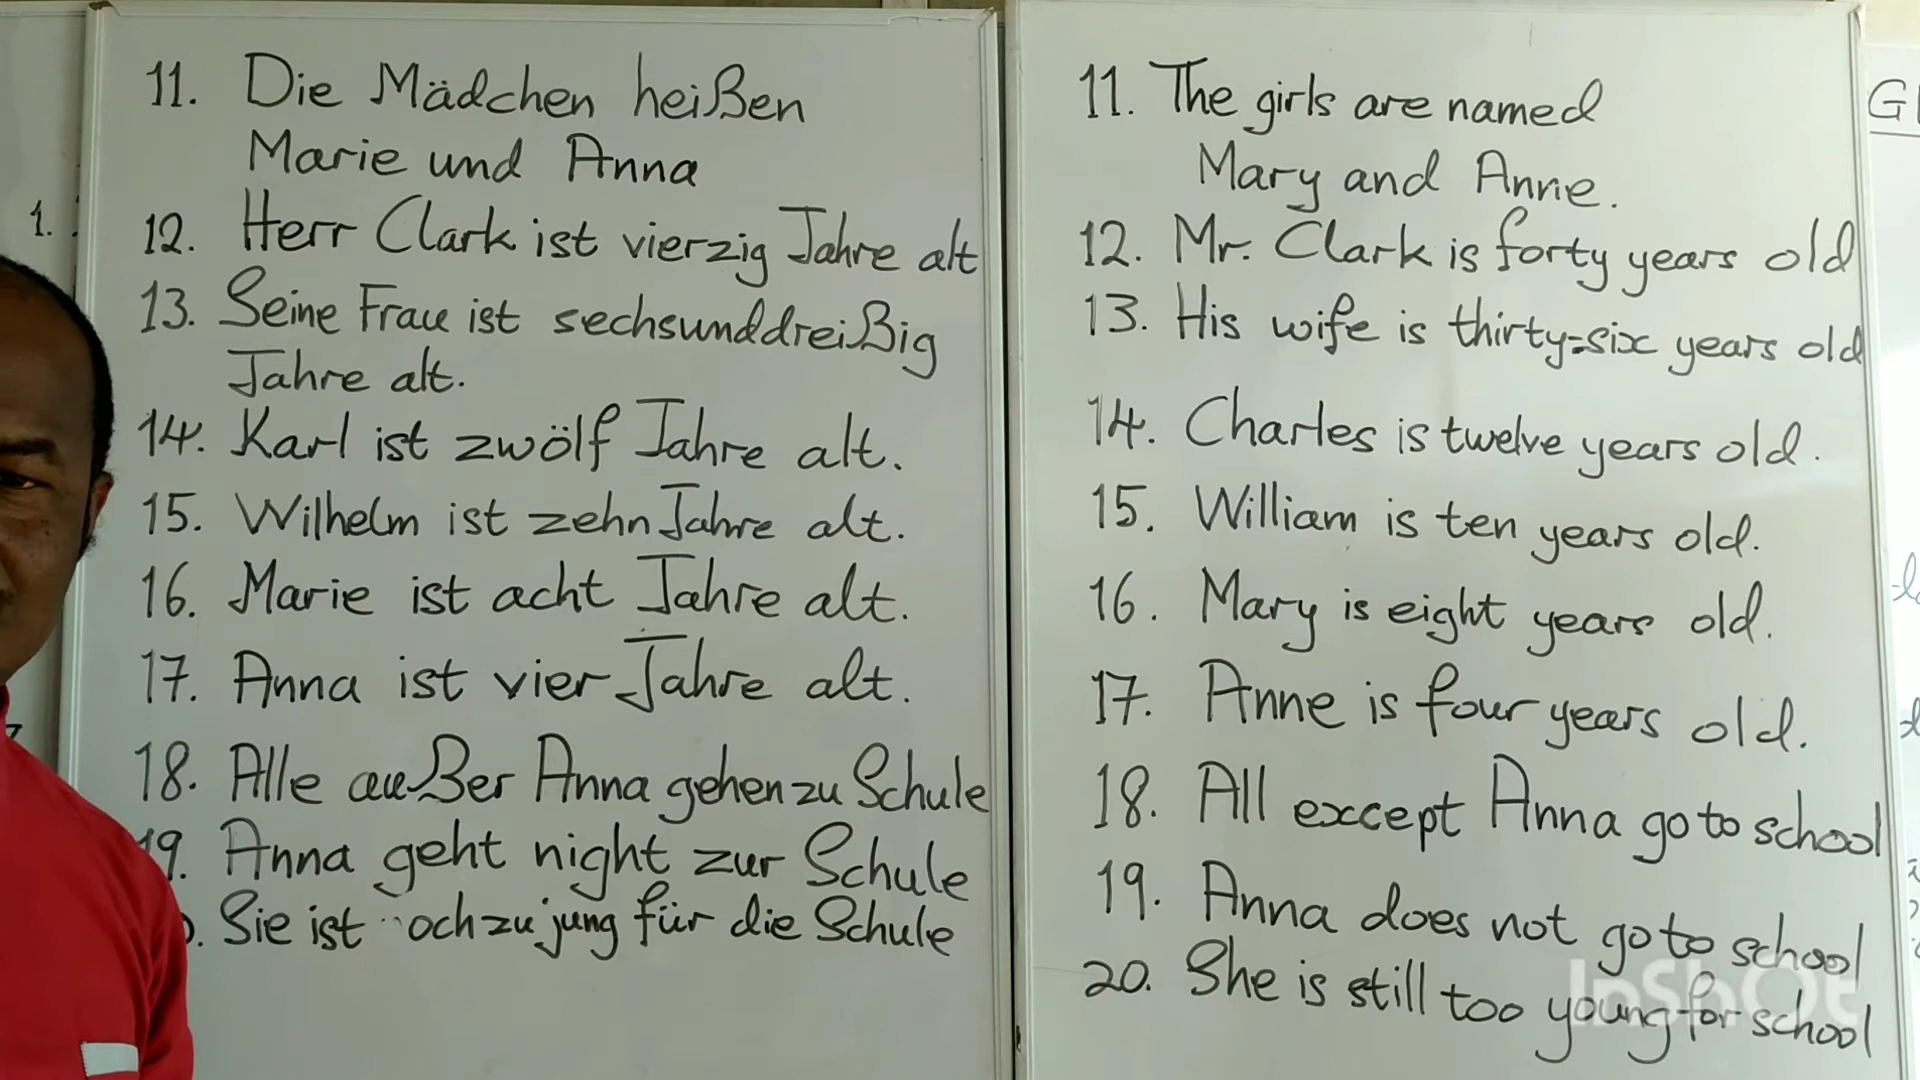 11. Die Mädchen heißen
Marie und Anna
12. Herr Clark ist vierzig Jahre alt
13. Seine Frau ist sechsunddreißig
Jahre alt.
14. Karl ist zwölf Jahre alt.
15. Wilhelm ist zehn Jahre alt.
16. Marie ist acht Jahre alt.
17. Anna ist vier Jahre alt.
18. Alle außer Anna gehen zu Schule
19. Anna geht night zur Schule
Sie ist och zu jung für die Schule
11. The girls are named
Mary and Anne.
12. Mr. Clark is forty years old
13. His wife is thirty-six years old
14. Charles is twelve years old.
15. William is ten years old.
16. Mary is eight years old.
17. Anne is four years old.
18. All except Anna go to school
19. Anna does not go to school
20. She is still too young for school
1.
InShOt